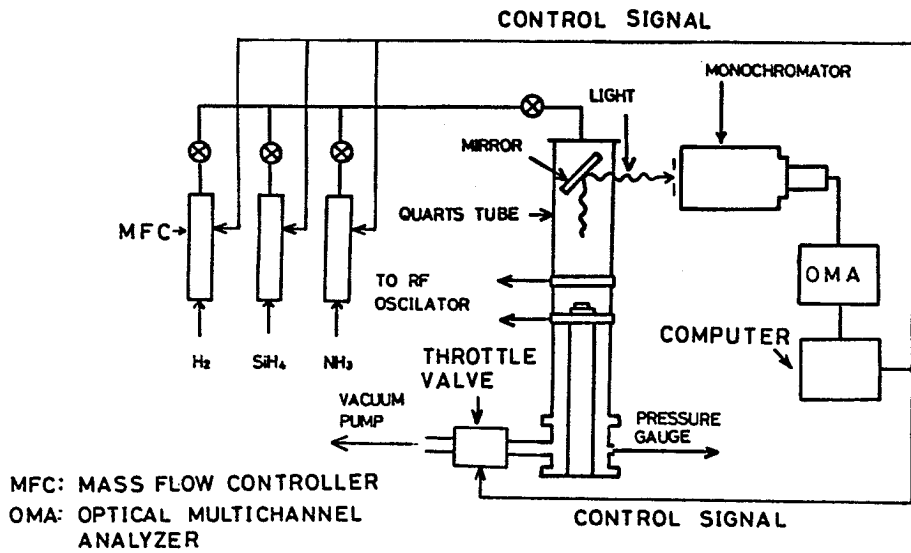 CONTROL SIGNAL
MONOCHROMATOR
LIGHT
MIRROR
QUARTS TUBE
MFC
OMA
TO RF
OSCILATOR
COMPUTER
H₂
SiH₄
NH₃
THROTTLE
VALVE
VACUUM
PUMP
PRESSURE
GAUGE
MFC: MASS FLOW CONTROLLER
OMA: OPTICAL MULTICHANNEL
ANALYZER
CONTROL SIGNAL